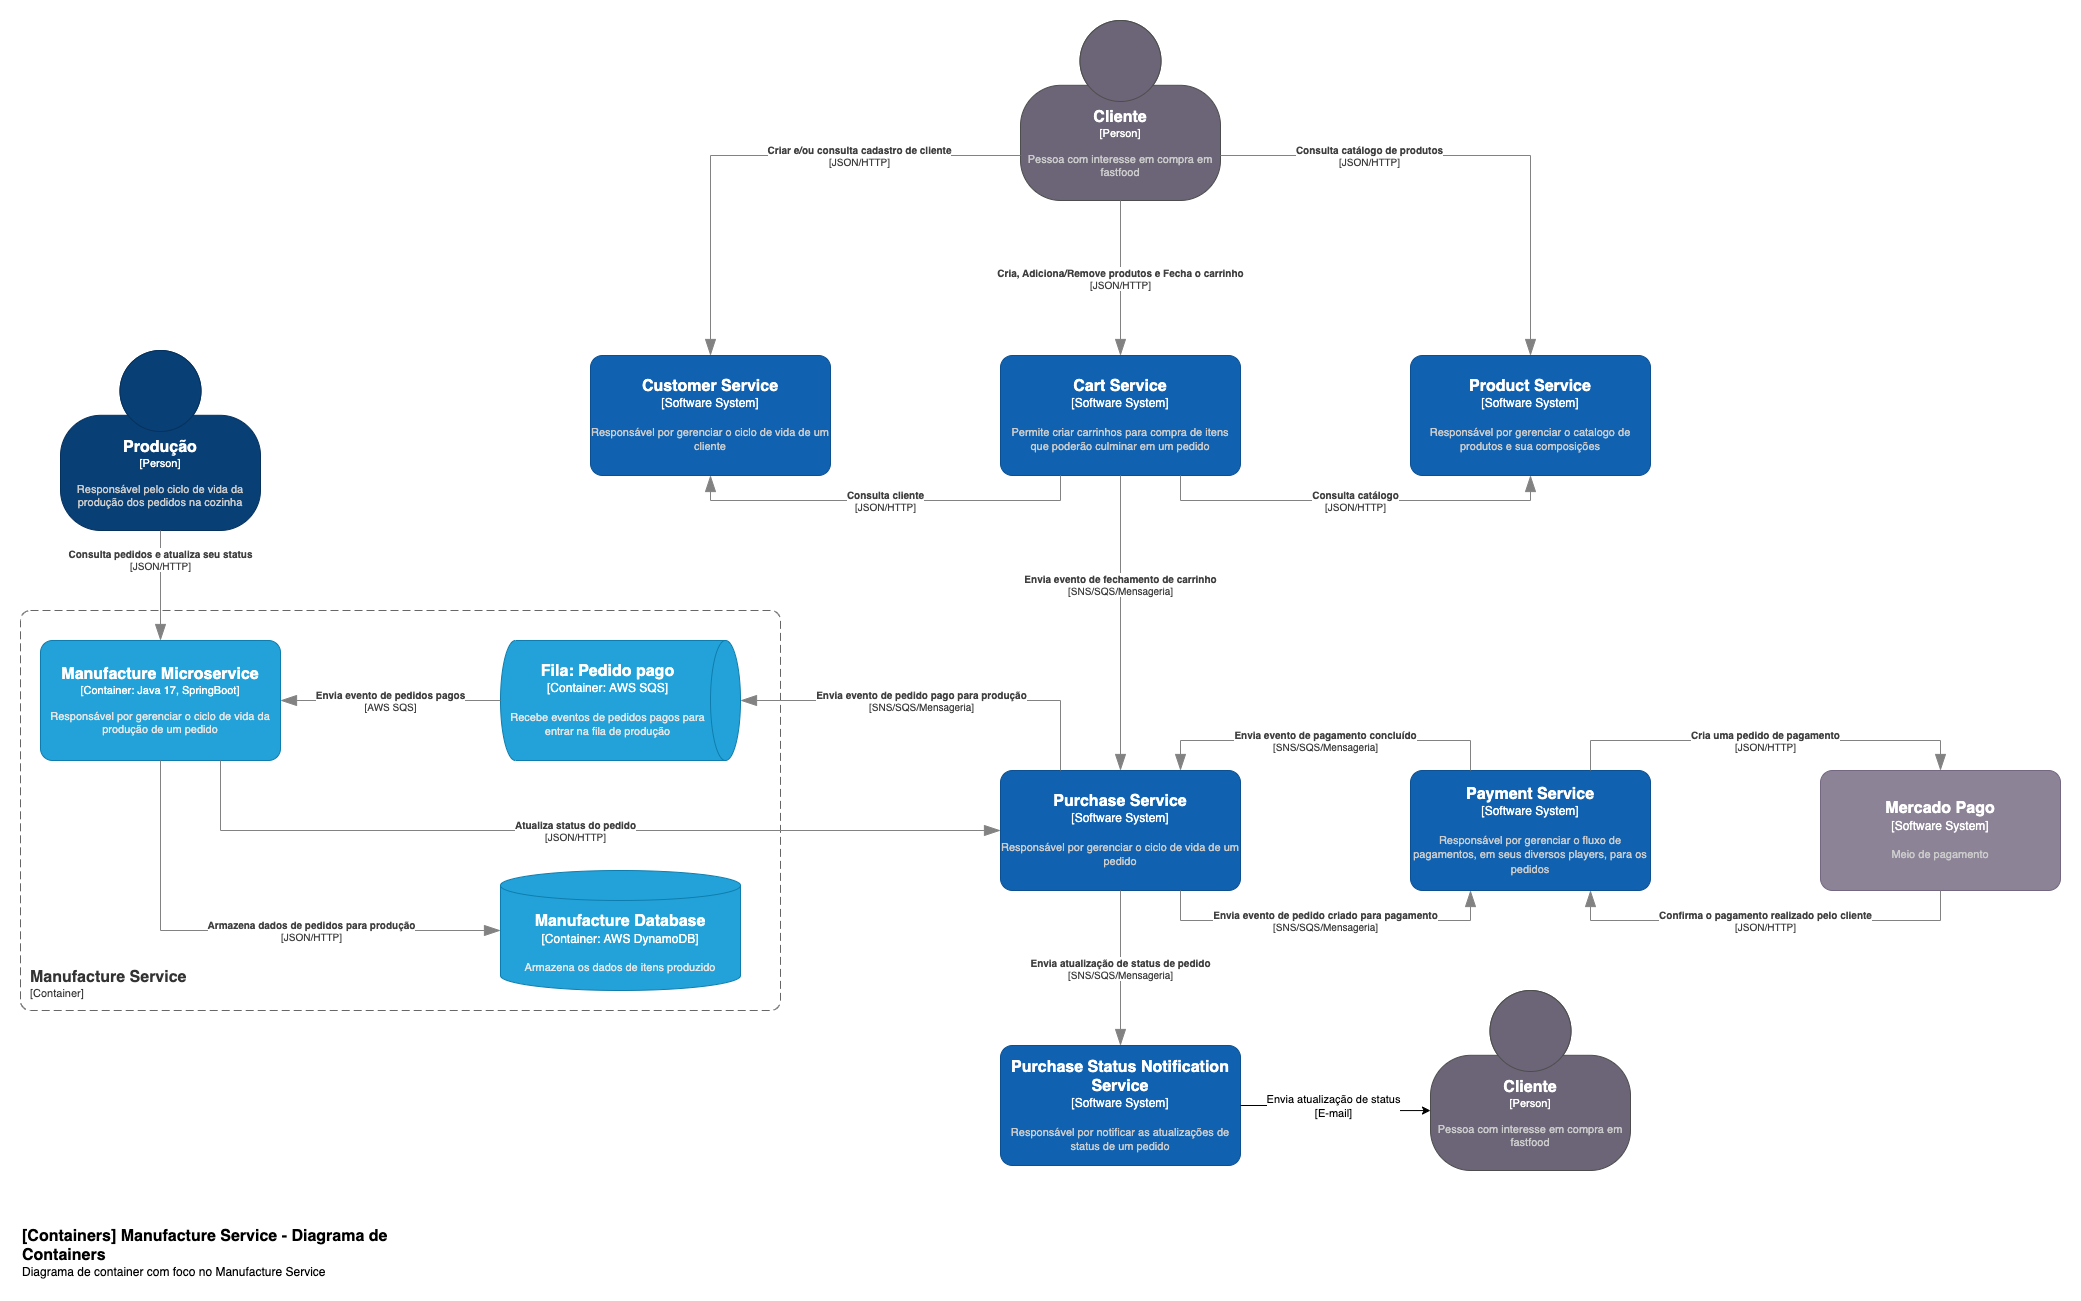 Cliente
[Person]
Pessoa com interesse em compra em
fastfood
Criar e/ou consulta cadastro de cliente
[JSON/HTTP]
Consulta catálogo de produtos
[JSON/HTTP]
Cria, Adiciona/Remove produtos e Fecha o carrinho
[JSON/HTTP]
Customer Service
[Software System]
Responsável por gerenciar o ciclo de vida de um
cliente
Cart Service
[Software System]
Permite criar carrinhos para compra de itens
que poderão culminar em um pedido
Product Service
[Software System]
Responsável por gerenciar o catalogo de
produtos e sua composições
Produção
[Person]
Responsável pelo ciclo de vida da
produção dos pedidos na cozinha
Consulta cliente
[JSON/HTTP]
Consulta catálogo
[JSON/HTTP]
Consulta pedidos e atualiza seu status
[JSON/HTTP]
Envia evento de fechamento de carrinho
[SNS/SQS/Mensageria]
Manufacture Microservice
[Container: Java 17, SpringBoot]
Responsável por gerenciar o ciclo de vida da
produção de um pedido
Envia evento de pedidos pagos
[AWS SQS]
Fila: Pedido pago
[Container: AWS SQS]
Recebe eventos de pedidos pagos para
entrar na fila de produção
Envia evento de pedido pago para produção
[SNS/SQS/Mensageria]
Envia evento de pagamento concluído
[SNS/SQS/Mensageria]
Cria uma pedido de pagamento
[JSON/HTTP]
Purchase Service
[Software System]
Responsável por gerenciar o ciclo de vida de um
pedido
Payment Service
[Software System]
Responsável por gerenciar o fluxo de
pagamentos, em seus diversos players, para os
pedidos
Mercado Pago
[Software System]
Meio de pagamento
Atualiza status do pedido
[JSON/HTTP]
Armazena dados de pedidos para produção
[JSON/HTTP]
Manufacture Database
[Container: AWS DynamoDB]
Armazena os dados de itens produzido
Envia evento de pedido criado para pagamento
[SNS/SQS/Mensageria]
Confirma o pagamento realizado pelo cliente
[JSON/HTTP]
Manufacture Service
[Container]
Envia atualização de status de pedido
[SNS/SQS/Mensageria]
Purchase Status Notification
Service
[Software System]
Responsável por notificar as atualizações de
status de um pedido
Envia atualização de status
[E-mail]
Cliente
[Person]
Pessoa com interesse em compra em
fastfood
[Containers] Manufacture Service - Diagrama de
Containers
Diagrama de container com foco no Manufacture Service